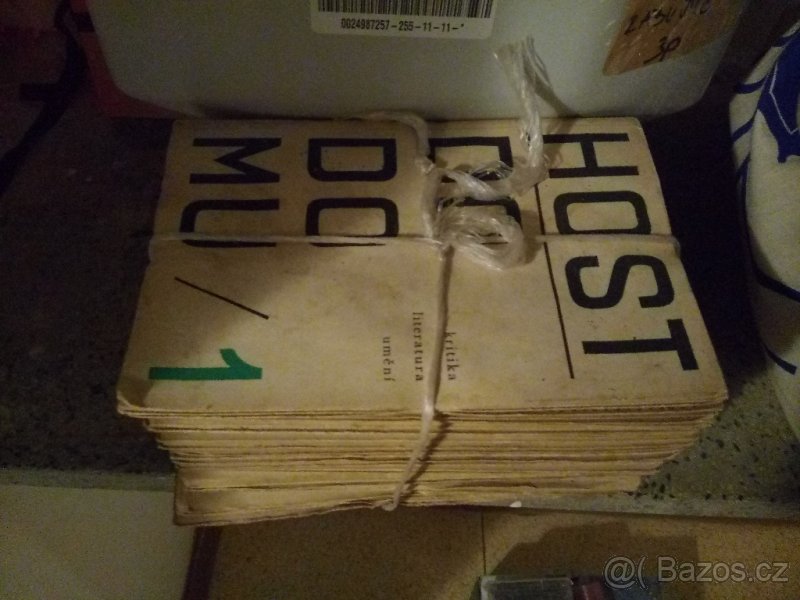 0024987257-255-11-11-*
HOST
DO
DO
MU/1
kritika
literatura
umění
@( Bazos.cz